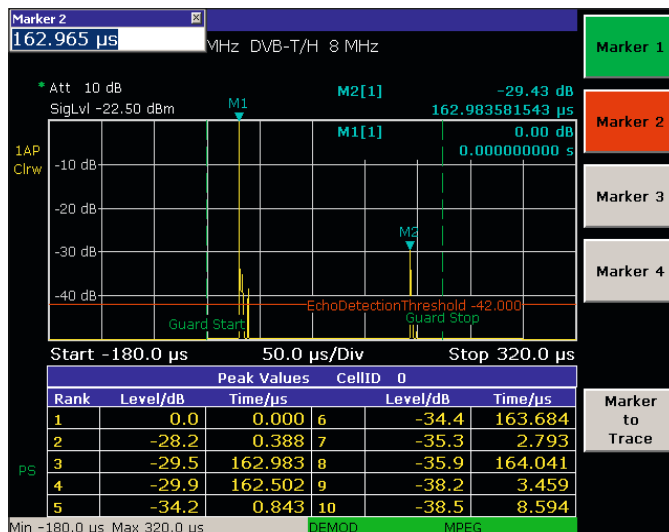 Marker 2
162.965 µs
MHz DVB-T/H 8 MHz
* Att 10 dB
SigLvl -22.50 dBm
M1
M2[1] -29.43 dB
162.983581543 µs
M1[1] 0.00 dB
0.000000000 s
1AP
Clrw
-10 dB
-20 dB
-30 dB
-40 dB
M2
EchoDetectionThreshold -42.000
Guard Start
Guard Stop
Start -180.0 µs 50.0 µs/Div Stop 320.0 µs
Peak Values CellID 0
Rank Level/dB Time/µs Level/dB Time/µs
1 0.0 0.000 6 -34.4 163.684
2 -28.2 0.388 7 -35.3 2.793
3 -29.5 162.983 8 -35.9 164.041
4 -29.9 162.502 9 -38.2 3.459
5 -34.2 0.843 10 -38.5 8.594
PS
Min -180.0 µs Max 320.0 µs DEMOD MPEG
Marker 1
Marker 2
Marker 3
Marker 4
Marker
to
Trace